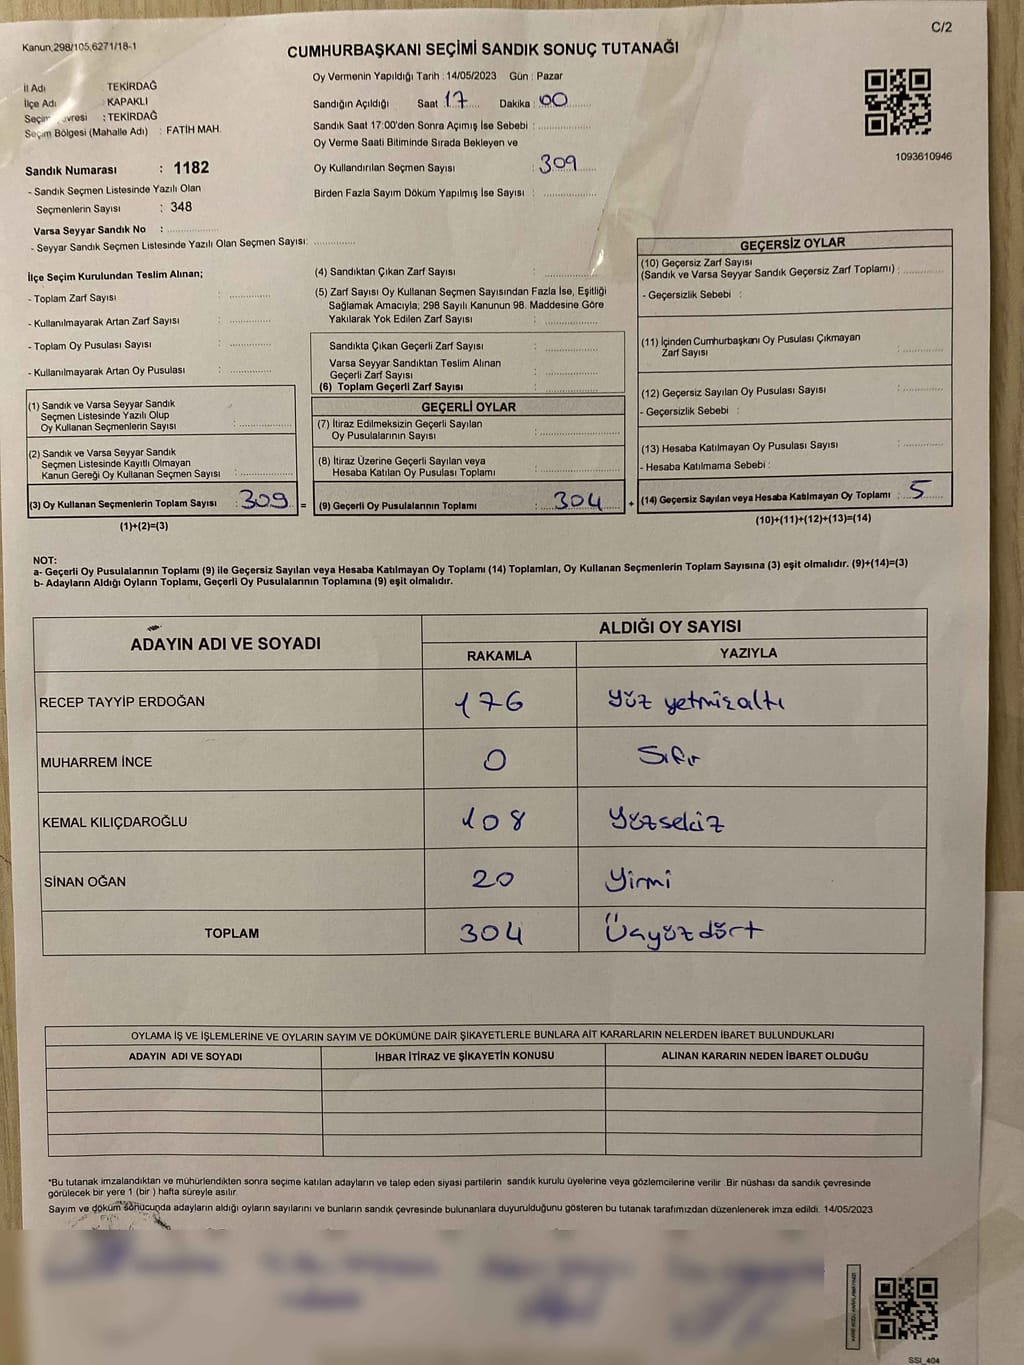 C/2
Kanun,298/105,6271/18-1
CUMHURBAŞKANI SEÇİMİ SANDIK SONUÇ TUTANAĞI
İl Adı TEKİRDAĞ
İlçe Adı KAPAKLI
Seçim Çevresi : TEKİRDAĞ
Seçim Bölgesi (Mahalle Adı) : FATİH MAH.
Sandık Numarası : 1182
- Sandık Seçmen Listesinde Yazılı Olan
Seçmenlerin Sayısı : 348
Varsa Seyyar Sandık No :
- Seyyar Sandık Seçmen Listesinde Yazılı Olan Seçmen Sayısı:
Oy Vermenin Yapıldığı Tarih : 14/05/2023 Gün : Pazar
Sandığın Açıldığı Saat 17 Dakika : 00
Sandık Saat 17:00'den Sonra Açımış İse Sebebi :
Oy Verme Saati Bitiminde Sırada Bekleyen ve
Oy Kullandırılan Seçmen Sayısı : 309
Birden Fazla Sayım Döküm Yapılmış İse Sayısı :
1093610946
İlçe Seçim Kurulundan Teslim Alınan;
- Toplam Zarf Sayısı :
- Kullanılmayarak Artan Zarf Sayısı :
- Toplam Oy Pusulası Sayısı :
- Kullanılmayarak Artan Oy Pusulası :
(1) Sandık ve Varsa Seyyar Sandık
Seçmen Listesinde Yazılı Olup
Oy Kullanan Seçmenlerin Sayısı :
(2) Sandık ve Varsa Seyyar Sandık
Seçmen Listesinde Kayıtlı Olmayan
Kanun Gereği Oy Kullanan Seçmen Sayısı :
(3) Oy Kullanan Seçmenlerin Toplam Sayısı : 309 =
(1)+(2)=(3)
(4) Sandıktan Çıkan Zarf Sayısı :
(5) Zarf Sayısı Oy Kullanan Seçmen Sayısından Fazla İse, Eşitliği
Sağlamak Amacıyla; 298 Sayılı Kanunun 98. Maddesine Göre
Yakılarak Yok Edilen Zarf Sayısı :
Sandıkta Çıkan Geçerli Zarf Sayısı :
Varsa Seyyar Sandıktan Teslim Alınan
Geçerli Zarf Sayısı :
(6) Toplam Geçerli Zarf Sayısı :
GEÇERLİ OYLAR
(7) İtiraz Edilmeksizin Geçerli Sayılan
Oy Pusulalarının Sayısı :
(8) İtiraz Üzerine Geçerli Sayılan veya
Hesaba Katılan Oy Pusulası Toplamı :
(9) Geçerli Oy Pusulalarının Toplamı : 304 +
GEÇERSİZ OYLAR
(10) Geçersiz Zarf Sayısı
(Sandık ve Varsa Seyyar Sandık Geçersiz Zarf Toplamı) :
- Geçersizlik Sebebi :
(11) İçinden Cumhurbaşkanı Oy Pusulası Çıkmayan
Zarf Sayısı :
(12) Geçersiz Sayılan Oy Pusulası Sayısı :
- Geçersizlik Sebebi :
(13) Hesaba Katılmayan Oy Pusulası Sayısı :
- Hesaba Katılmama Sebebi :
(14) Geçersiz Sayılan veya Hesaba Katılmayan Oy Toplamı : 5
(10)+(11)+(12)+(13)=(14)
NOT:
a- Geçerli Oy Pusulalarının Toplamı (9) ile Geçersiz Sayılan veya Hesaba Katılmayan Oy Toplamı (14) Toplamları, Oy Kullanan Seçmenlerin Toplam Sayısına (3) eşit olmalıdır. (9)+(14)=(3)
b- Adayların Aldığı Oyların Toplamı, Geçerli Oy Pusulalarının Toplamına (9) eşit olmalıdır.
ADAYIN ADI VE SOYADI
ALDIĞI OY SAYISI
RAKAMLA YAZIYLA
RECEP TAYYİP ERDOĞAN 176 Yüz yetmişaltı
MUHARREM İNCE 0 Sıfır
KEMAL KILIÇDAROĞLU 108 Yüzsekiz
SİNAN OĞAN 20 Yirmi
TOPLAM 304 Üçyüzdört
OYLAMA İŞ VE İŞLEMLERİNE VE OYLARIN SAYIM VE DÖKÜMÜNE DAİR ŞİKAYETLERLE BUNLARA AİT KARARLARIN NELERDEN İBARET BULUNDUKLARI
ADAYIN ADI VE SOYADI İHBAR İTİRAZ VE ŞİKAYETİN KONUSU ALINAN KARARIN NEDEN İBARET OLDUĞU
*Bu tutanak imzalandıktan ve mühürlendikten sonra seçime katılan adayların ve talep eden siyasi partilerin sandık kurulu üyelerine veya gözlemcilerine verilir. Bir nüshası da sandık çevresinde
görülecek bir yere 1 (bir ) hafta süreyle asılır.
Sayım ve döküm sonucunda adayların aldığı oyların sayılarını ve bunların sandık çevresinde bulunanlara duyurulduğunu gösteren bu tutanak tarafımızdan düzenlenerek imza edildi. 14/05/2023
SSI_404